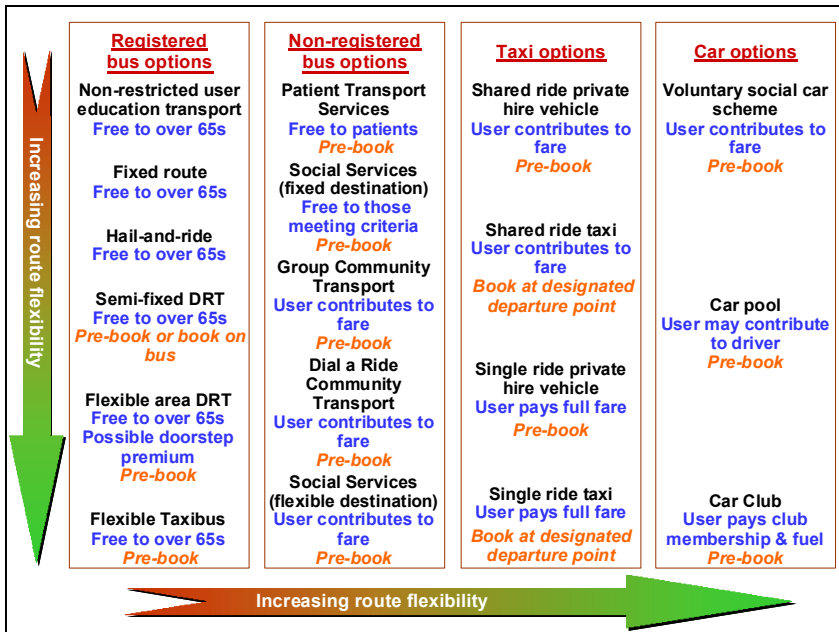 Increasing route flexibility
Registered
bus options
Non-restricted user
education transport
Free to over 65s
Fixed route
Free to over 65s
Hail-and-ride
Free to over 65s
Semi-fixed DRT
Free to over 65s
Pre-book or book on
bus
Flexible area DRT
Free to over 65s
Possible doorstep
premium
Pre-book
Flexible Taxibus
Free to over 65s
Pre-book
Non-registered
bus options
Patient Transport
Services
Free to patients
Pre-book
Social Services
(fixed destination)
Free to those
meeting criteria
Pre-book
Group Community
Transport
User contributes to
fare
Pre-book
Dial a Ride
Community
Transport
User contributes to
fare
Pre-book
Social Services
(flexible destination)
User contributes to
fare
Pre-book
Taxi options
Shared ride private
hire vehicle
User contributes to
fare
Pre-book
Shared ride taxi
User contributes to
fare
Book at designated
departure point
Single ride private
hire vehicle
User pays full fare
Pre-book
Single ride taxi
User pays full fare
Book at designated
departure point
Car options
Voluntary social car
scheme
User contributes to
fare
Pre-book
Car pool
User may contribute
to driver
Pre-book
Car Club
User pays club
membership & fuel
Pre-book
Increasing route flexibility